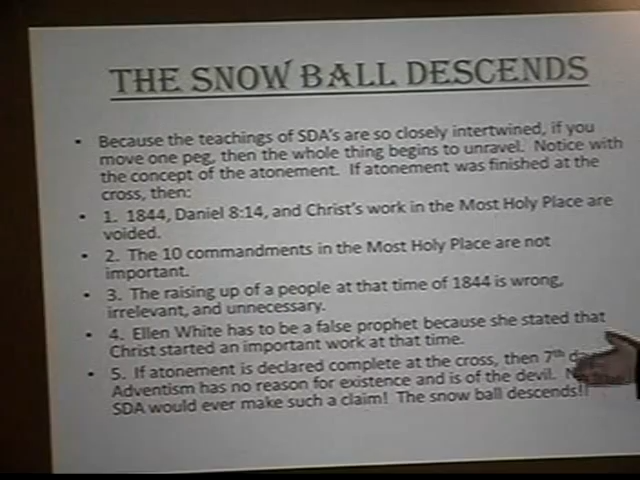 THE SNOW BALL DESCENDS
• Because the teachings of SDA's are so closely intertwined, if you
move one peg, then the whole thing begins to unravel. Notice with
the concept of the atonement. If atonement was finished at the
cross, then:
• 1. 1844, Daniel 8:14, and Christ's work in the Most Holy Place are
voided.
• 2. The 10 commandments in the Most Holy Place are not
important.
• 3. The raising up of a people at that time of 1844 is wrong,
irrelevant, and unnecessary.
• 4. Ellen White has to be a false prophet because she stated that
Christ started an important work at that time.
• 5. If atonement is declared complete at the cross, then 7th
Adventism has no reason for existence and is of the devil.
SDA would ever make such a claim! The snow ball descends!!